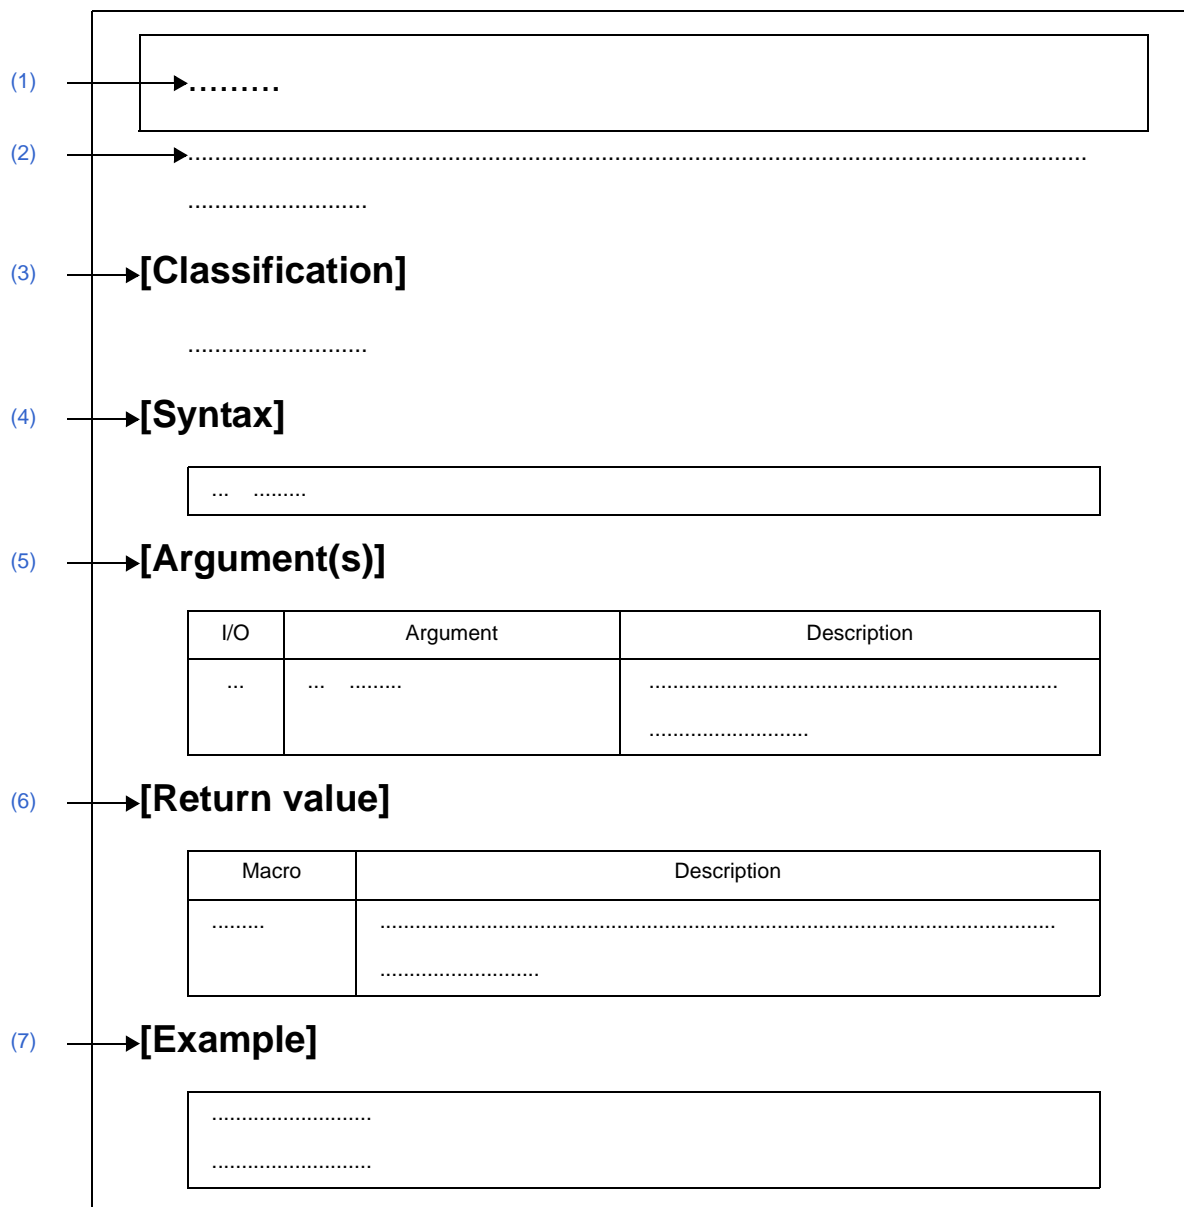 (1) .........
(2) .......................................................................................................................................
...........................
(3) [Classification]
...........................
(4) [Syntax]
... .........
(5) [Argument(s)]
I/O Argument Description
... ... ......... .....................................................................
...........................
(6) [Return value]
Macro Description
......... ..................................................................................................................
...........................
(7) [Example]
...........................
...........................